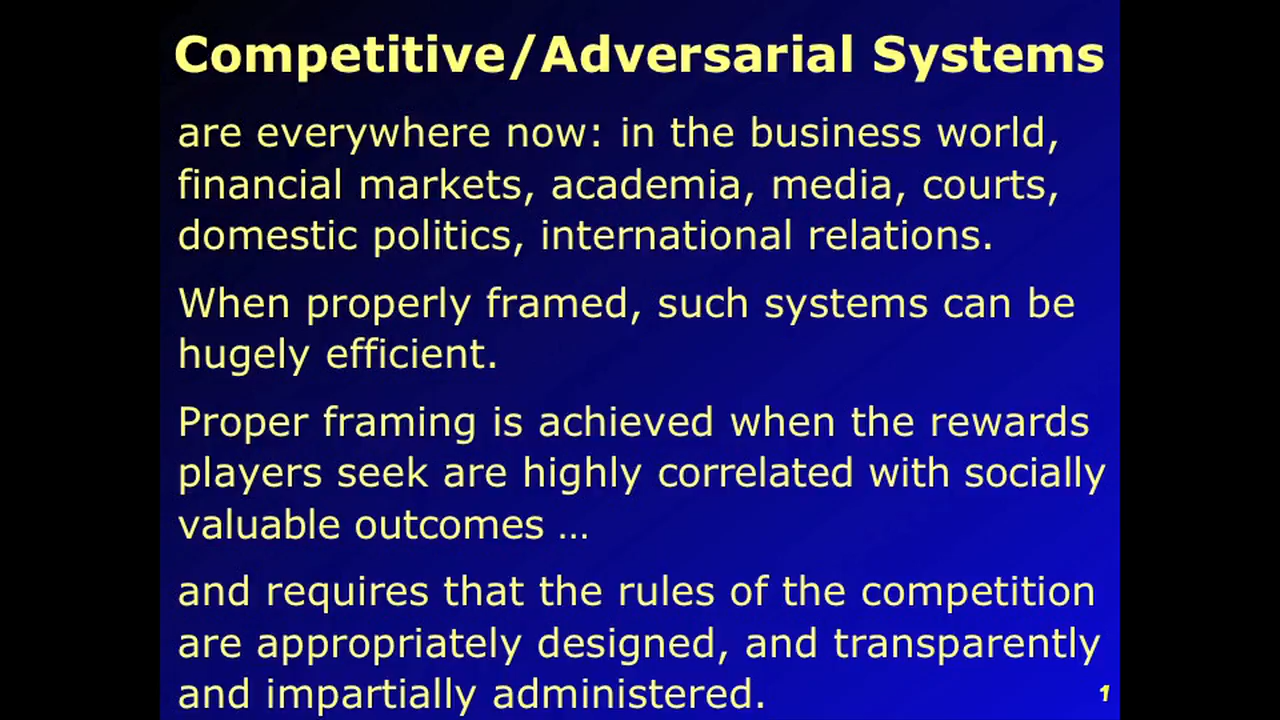 Competitive/Adversarial Systems
are everywhere now: in the business world,
financial markets, academia, media, courts,
domestic politics, international relations.
When properly framed, such systems can be
hugely efficient.
Proper framing is achieved when the rewards
players seek are highly correlated with socially
valuable outcomes …
and requires that the rules of the competition
are appropriately designed, and transparently
and impartially administered.
1